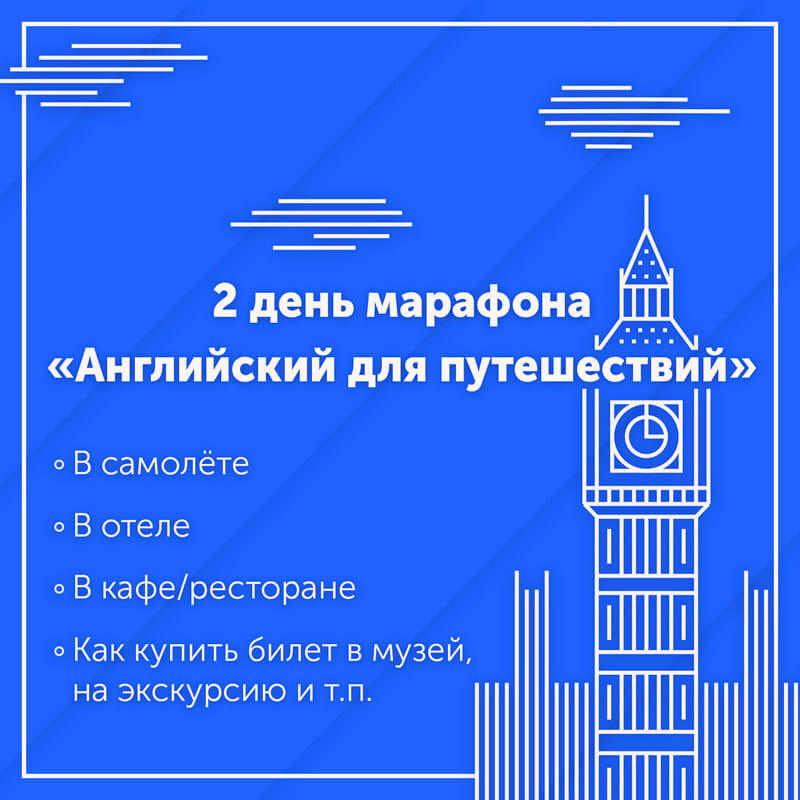 2 день марафона
«Английский для путешествий»
В самолёте
В отеле
В кафе/ресторане
Как купить билет в музей,
на экскурсию и т.п.